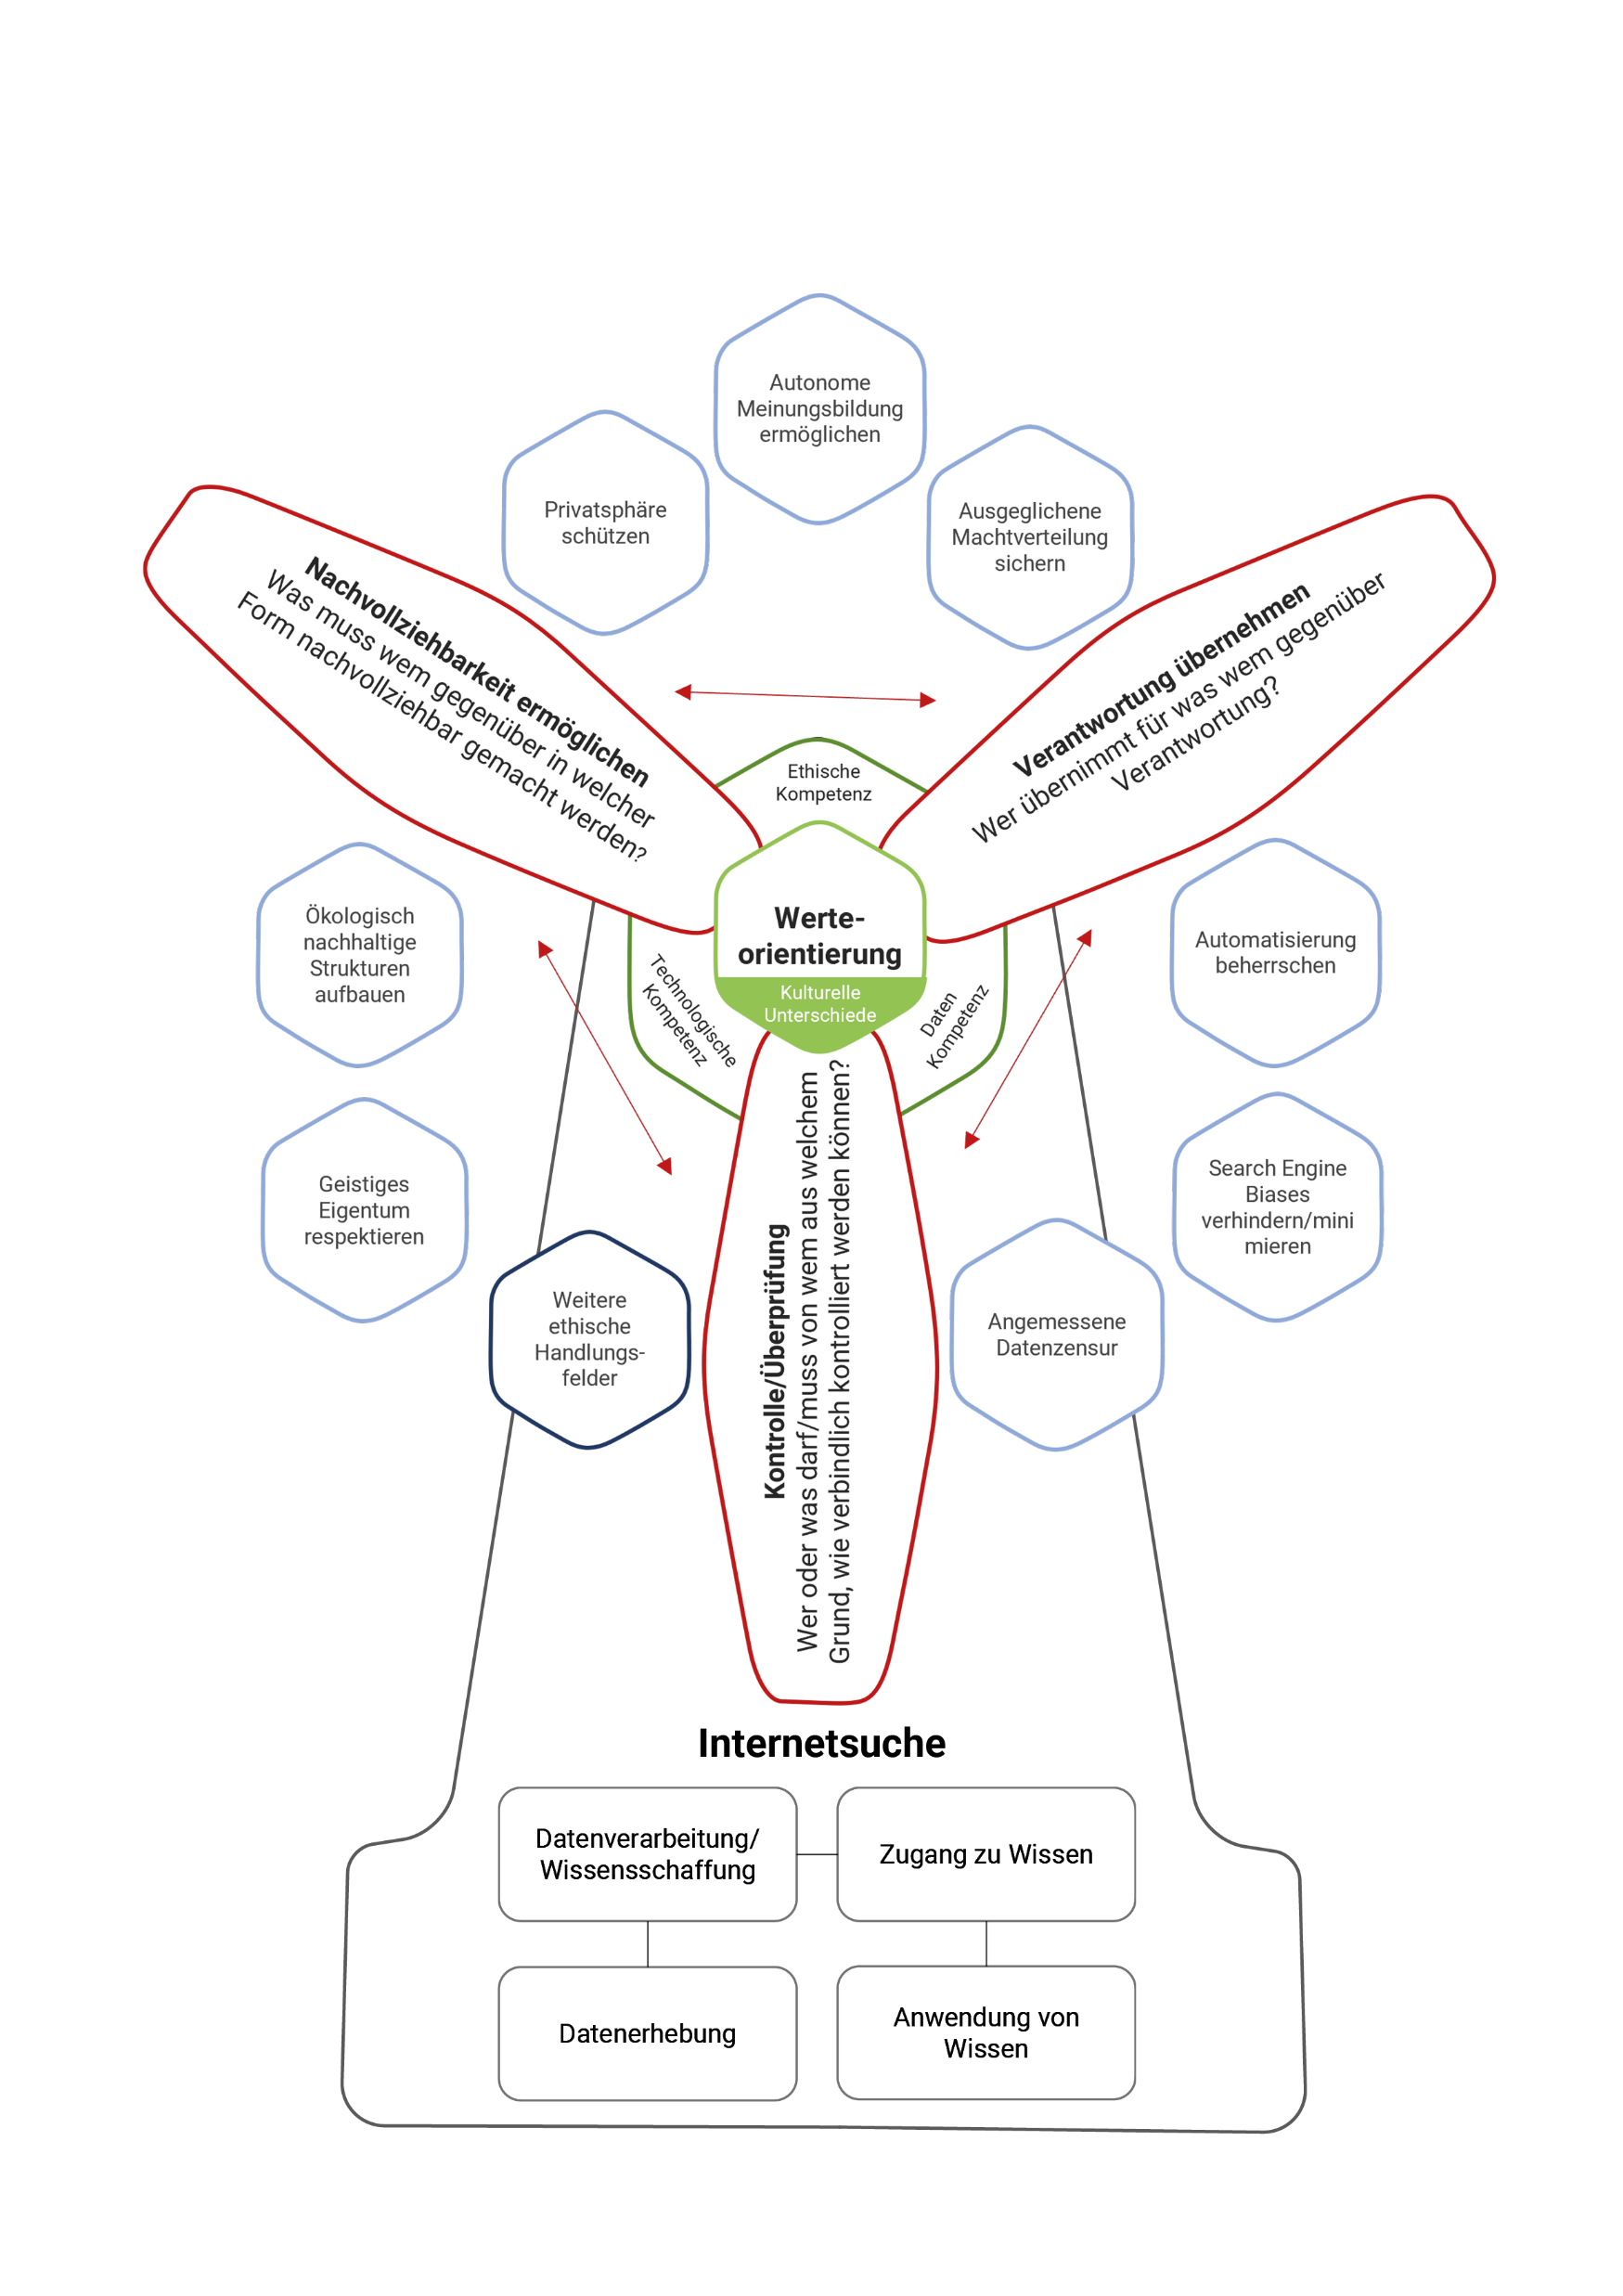 Autonome
Meinungsbildung
ermöglichen
Privatsphäre
schützen
Ausgeglichene
Machtverteilung
sichern
Nachvollziehbarkeit ermöglichen
Was muss wem gegenüber in welcher
Form nachvollziehbar gemacht werden?
Verantwortung übernehmen
Wer übernimmt für was wem gegenüber
Verantwortung?
Ethische
Kompetenz
Werte-
orientierung
Kulturelle
Unterschiede
Technologische
Kompetenz
Daten
Kompetenz
Ökologisch
nachhaltige
Strukturen
aufbauen
Automatisierung
beherrschen
Geistiges
Eigentum
respektieren
Search Engine
Biases
verhindern/mini
mieren
Weitere
ethische
Handlungs-
felder
Kontrolle/Überprüfung
Wer oder was darf/muss von wem aus welchem
Grund, wie verbindlich kontrolliert werden können?
Angemessene
Datenzensur
Internetsuche
Datenverarbeitung/
Wissensschaffung
Zugang zu Wissen
Datenerhebung
Anwendung von
Wissen